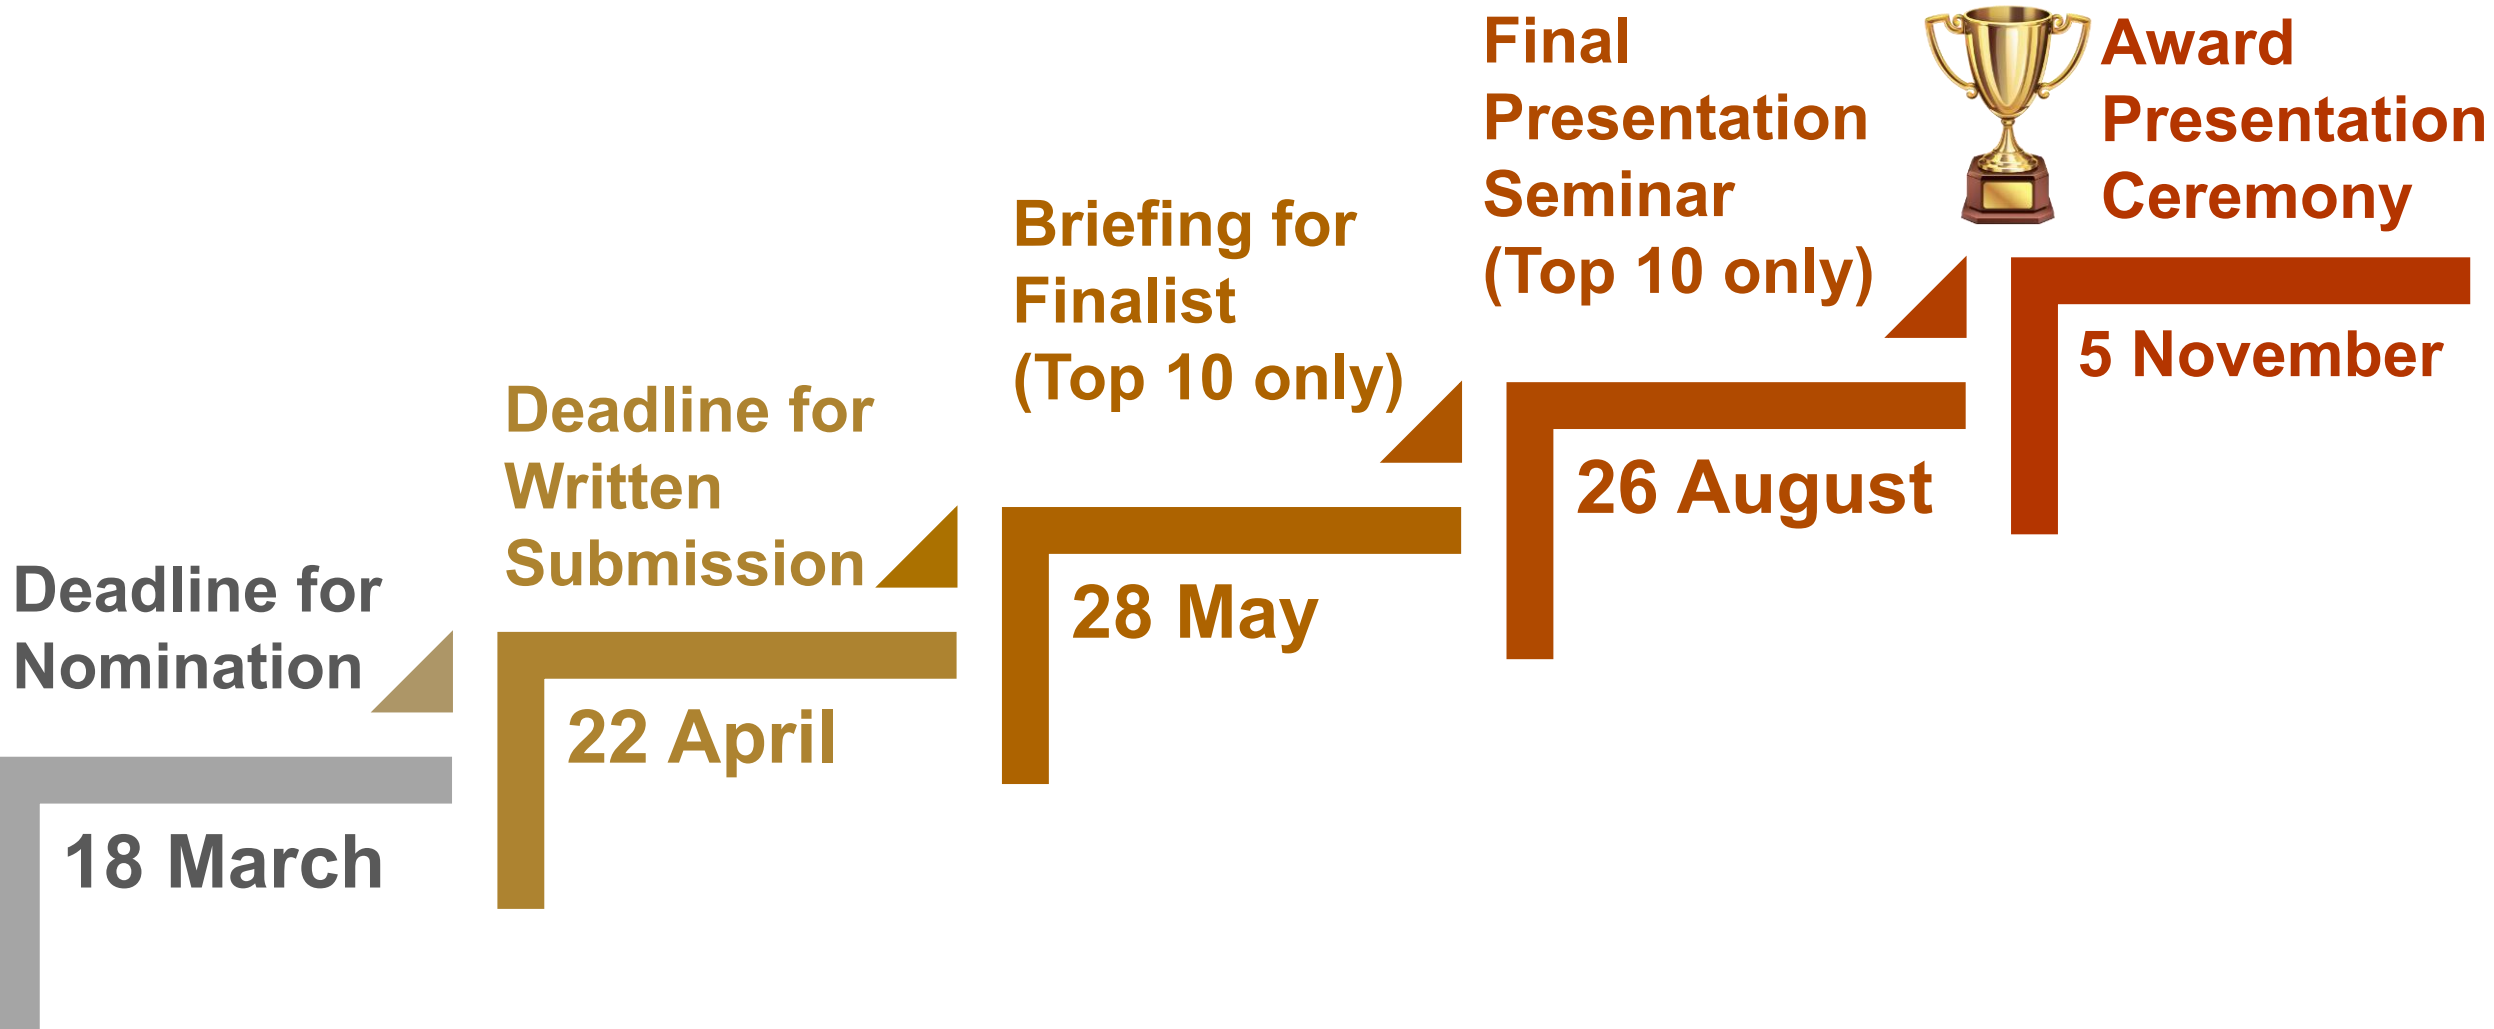 Deadline for
Nomination
18 March
Deadline for
Written
Submission
22 April
Briefing for
Finalist
(Top 10 only)
28 May
Final
Presentation
Seminar
(Top 10 only)
26 August
Award
Presentation
Ceremony
5 November